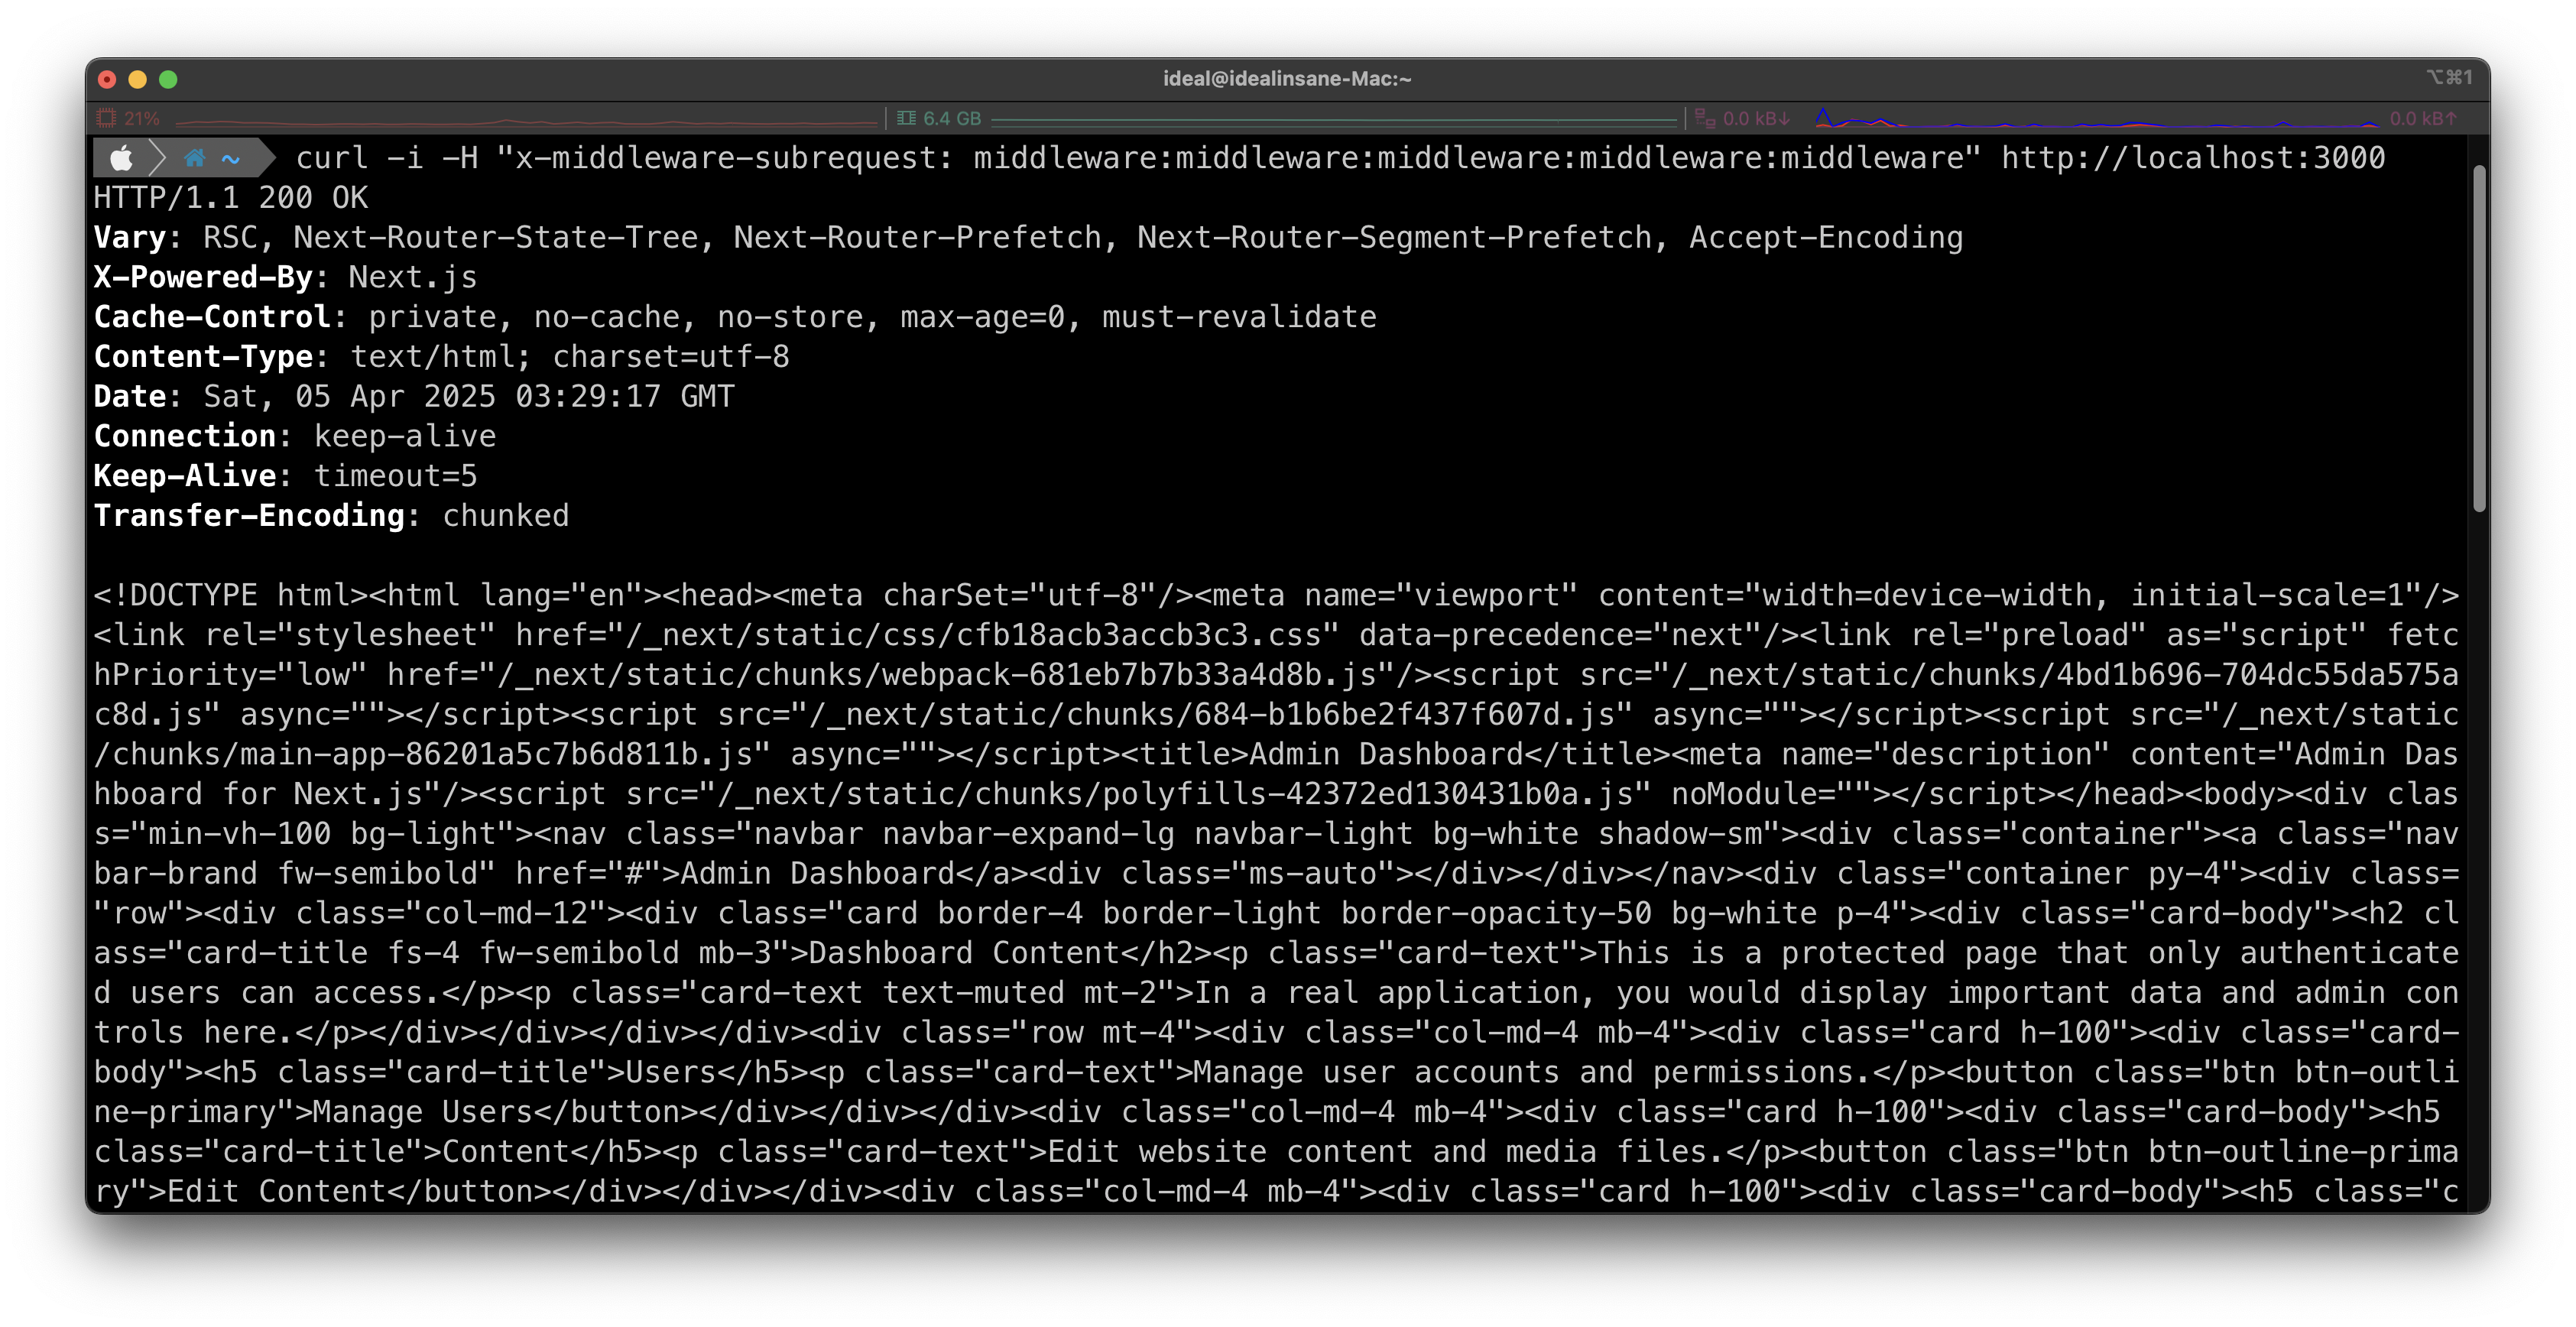 ideal@idealinsane-Mac:~
⌥⌘1
21% 6.4 GB 0.0 kB↓ 0.0 kB↑
~ curl -i -H "x-middleware-subrequest: middleware:middleware:middleware:middleware:middleware" http://localhost:3000
HTTP/1.1 200 OK
Vary: RSC, Next-Router-State-Tree, Next-Router-Prefetch, Next-Router-Segment-Prefetch, Accept-Encoding
X-Powered-By: Next.js
Cache-Control: private, no-cache, no-store, max-age=0, must-revalidate
Content-Type: text/html; charset=utf-8
Date: Sat, 05 Apr 2025 03:29:17 GMT
Connection: keep-alive
Keep-Alive: timeout=5
Transfer-Encoding: chunked
<!DOCTYPE html><html lang="en"><head><meta charSet="utf-8"/><meta name="viewport" content="width=device-width, initial-scale=1"/>
<link rel="stylesheet" href="/_next/static/css/cfb18acb3accb3c3.css" data-precedence="next"/><link rel="preload" as="script" fetc
hPriority="low" href="/_next/static/chunks/webpack-681eb7b7b33a4d8b.js"/><script src="/_next/static/chunks/4bd1b696-704dc55da575a
c8d.js" async=""></script><script src="/_next/static/chunks/684-b1b6be2f437f607d.js" async=""></script><script src="/_next/static
/chunks/main-app-86201a5c7b6d811b.js" async=""></script><title>Admin Dashboard</title><meta name="description" content="Admin Das
hboard for Next.js"/><script src="/_next/static/chunks/polyfills-42372ed130431b0a.js" noModule=""></script></head><body><div clas
s="min-vh-100 bg-light"><nav class="navbar navbar-expand-lg navbar-light bg-white shadow-sm"><div class="container"><a class="nav
bar-brand fw-semibold" href="#">Admin Dashboard</a><div class="ms-auto"></div></div></nav><div class="container py-4"><div class=
"row"><div class="col-md-12"><div class="card border-4 border-light border-opacity-50 bg-white p-4"><div class="card-body"><h2 cl
ass="card-title fs-4 fw-semibold mb-3">Dashboard Content</h2><p class="card-text">This is a protected page that only authenticate
d users can access.</p><p class="card-text text-muted mt-2">In a real application, you would display important data and admin con
trols here.</p></div></div></div></div><div class="row mt-4"><div class="col-md-4 mb-4"><div class="card h-100"><div class="card-
body"><h5 class="card-title">Users</h5><p class="card-text">Manage user accounts and permissions.</p><button class="btn btn-outli
ne-primary">Manage Users</button></div></div></div><div class="col-md-4 mb-4"><div class="card h-100"><div class="card-body"><h5
class="card-title">Content</h5><p class="card-text">Edit website content and media files.</p><button class="btn btn-outline-prima
ry">Edit Content</button></div></div></div><div class="col-md-4 mb-4"><div class="card h-100"><div class="card-body"><h5 class="c